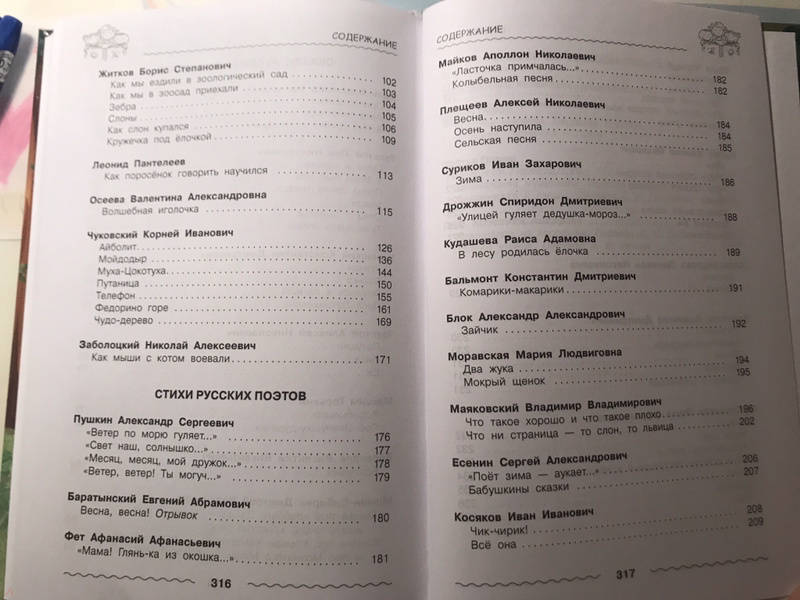 СОДЕРЖАНИЕ
Житков Борис Степанович
Как мы ездили в зоологический сад 102
Как мы в зоосад приехали 103
Зебра 104
Слоны 105
Как слон купался 106
Кружечка под ёлочкой 109
Леонид Пантелеев
Как поросёнок говорить научился 113
Осеева Валентина Александровна
Волшебная иголочка 115
Чуковский Корней Иванович
Айболит 126
Мойдодыр 136
Муха-Цокотуха 144
Путаница 150
Телефон 155
Федорино горе 161
Чудо-дерево 169
Заболоцкий Николай Алексеевич
Как мыши с котом воевали 171
СТИХИ РУССКИХ ПОЭТОВ
Пушкин Александр Сергеевич
«Ветер по морю гуляет...» 176
«Свет наш, солнышко...» 177
«Месяц, месяц, мой дружок...» 178
«Ветер, ветер! Ты могуч...» 179
Баратынский Евгений Абрамович
Весна, весна! Отрывок 180
Фет Афанасий Афанасьевич
«Мама! Глянь-ка из окошка...» 181
316
СОДЕРЖАНИЕ
Майков Аполлон Николаевич
«Ласточка примчалась...» 182
Колыбельная песня 182
Плещеев Алексей Николаевич
Весна 184
Осень наступила 184
Сельская песня 185
Суриков Иван Захарович
Зима 186
Дрожжин Спиридон Дмитриевич
«Улицей гуляет дедушка-мороз...» 188
Кудашева Раиса Адамовна
В лесу родилась ёлочка 189
Бальмонт Константин Дмитриевич
Комарики-макарики 191
Блок Александр Александрович
Зайчик 192
Моравская Мария Людвиговна
Два жука 194
Мокрый щенок 195
Маяковский Владимир Владимирович
Что такое хорошо и что такое плохо 196
Что ни страница — то слон, то львица 202
Есенин Сергей Александрович
«Поёт зима — аукает...» 206
Бабушкины сказки 207
Косяков Иван Иванович
Чик-чирик! 208
Всё она 209
317